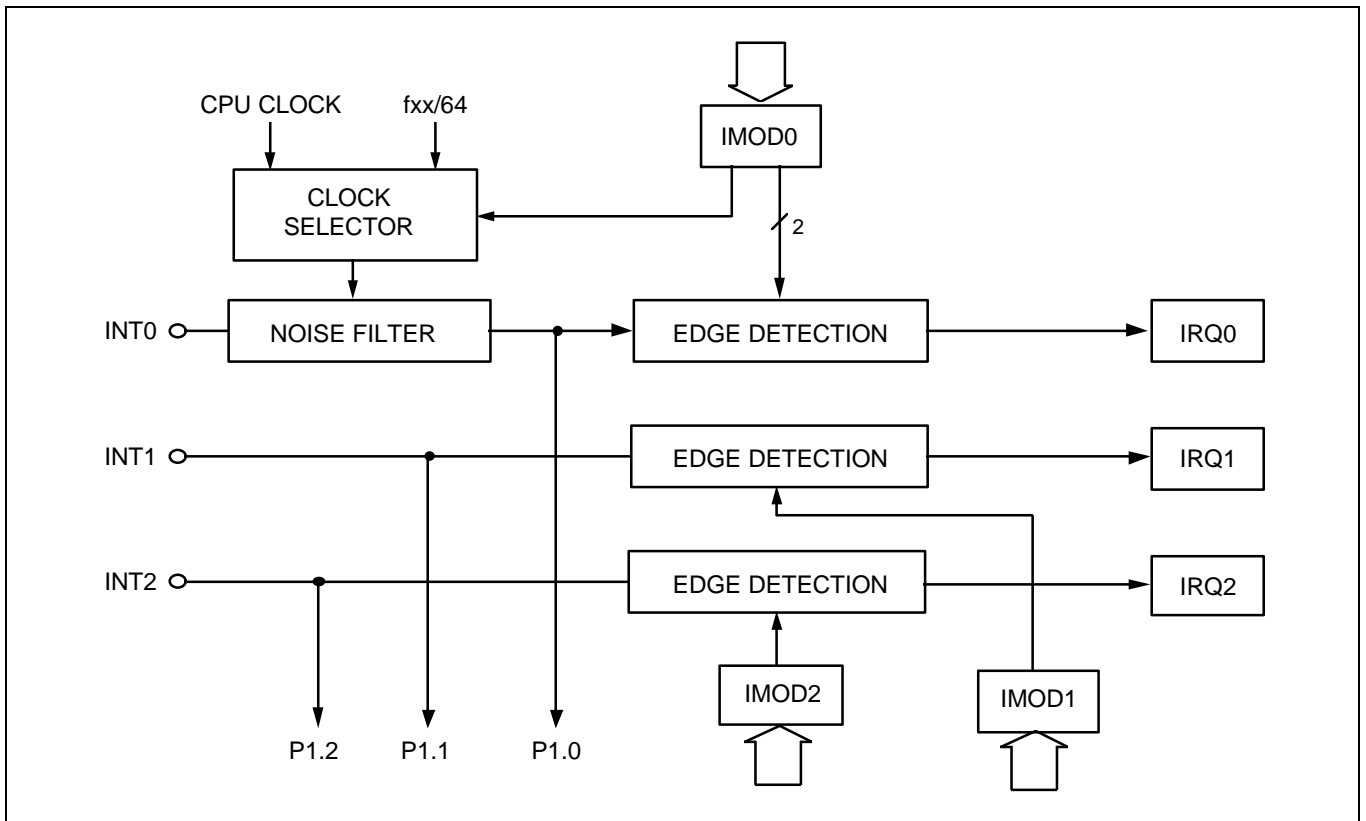 IMOD0
CPU CLOCK
fxx/64
CLOCK
SELECTOR
2
INT0
NOISE FILTER
EDGE DETECTION
IRQ0
INT1
EDGE DETECTION
IRQ1
INT2
EDGE DETECTION
IRQ2
IMOD2
IMOD1
P1.2
P1.1
P1.0